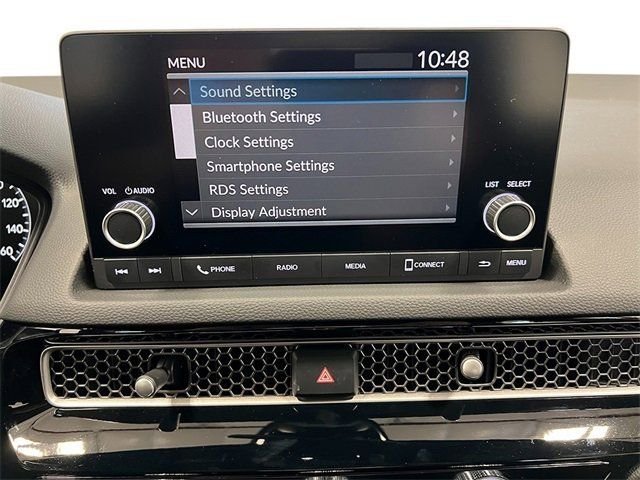 MENU 10:48
Sound Settings
Bluetooth Settings
Clock Settings
Smartphone Settings
RDS Settings
Display Adjustment
VOL AUDIO
LIST SELECT
PHONE RADIO MEDIA CONNECT MENU
120
140
160